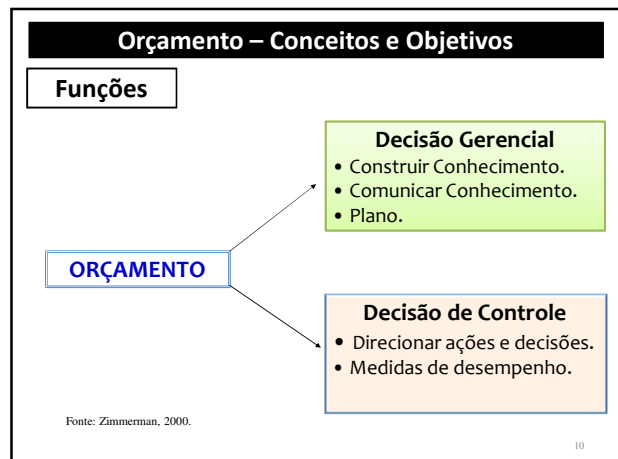 Orçamento – Conceitos e Objetivos
Funções
Decisão Gerencial
• Construir Conhecimento.
• Comunicar Conhecimento.
• Plano.
ORÇAMENTO
Decisão de Controle
• Direcionar ações e decisões.
• Medidas de desempenho.
Fonte: Zimmerman, 2000.
10